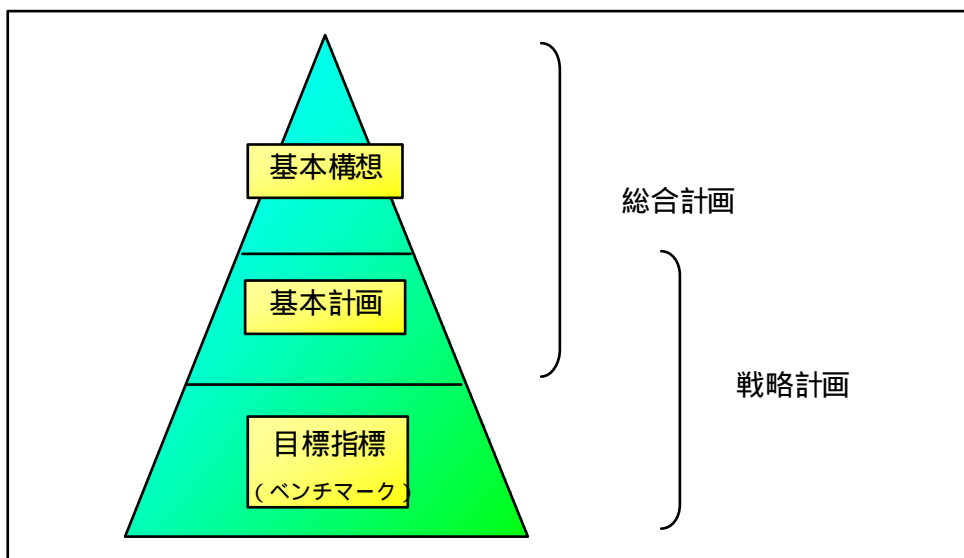 基本構想
総合計画
基本計画
戦略計画
目標指標
(ベンチマーク)